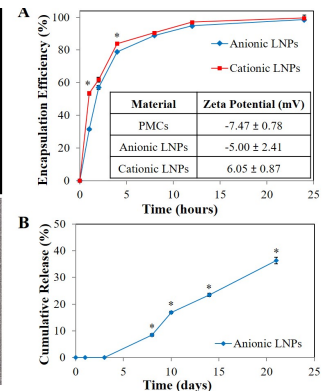 A
Encapsulation Efficiency (%)
100
80
60
40
20
0
*
*
Anionic LNPs
Cationic LNPs
Material Zeta Potential (mV)
PMCs -7.47 ± 0.78
Anionic LNPs -5.00 ± 2.41
Cationic LNPs 6.05 ± 0.87
0 5 10 15 20 25
Time (hours)
B
Cumulative Release (%)
50
40
30
20
10
0
*
*
*
*
Anionic LNPs
0 5 10 15 20 25
Time (days)